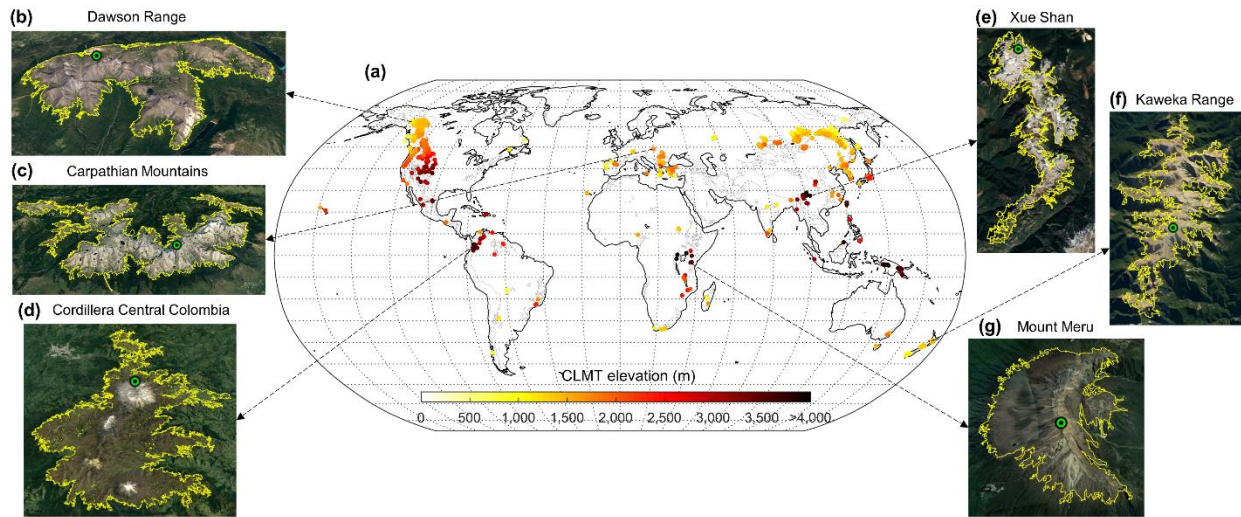 (b)
Dawson Range
(c)
Carpathian Mountains
(d)
Cordillera Central Colombia
(a)
CLMT elevation (m)
0 500 1,000 1,500 2,000 2,500 3,000 3,500 >4,000
(e)
Xue Shan
(f)
Kaweka Range
(g)
Mount Meru